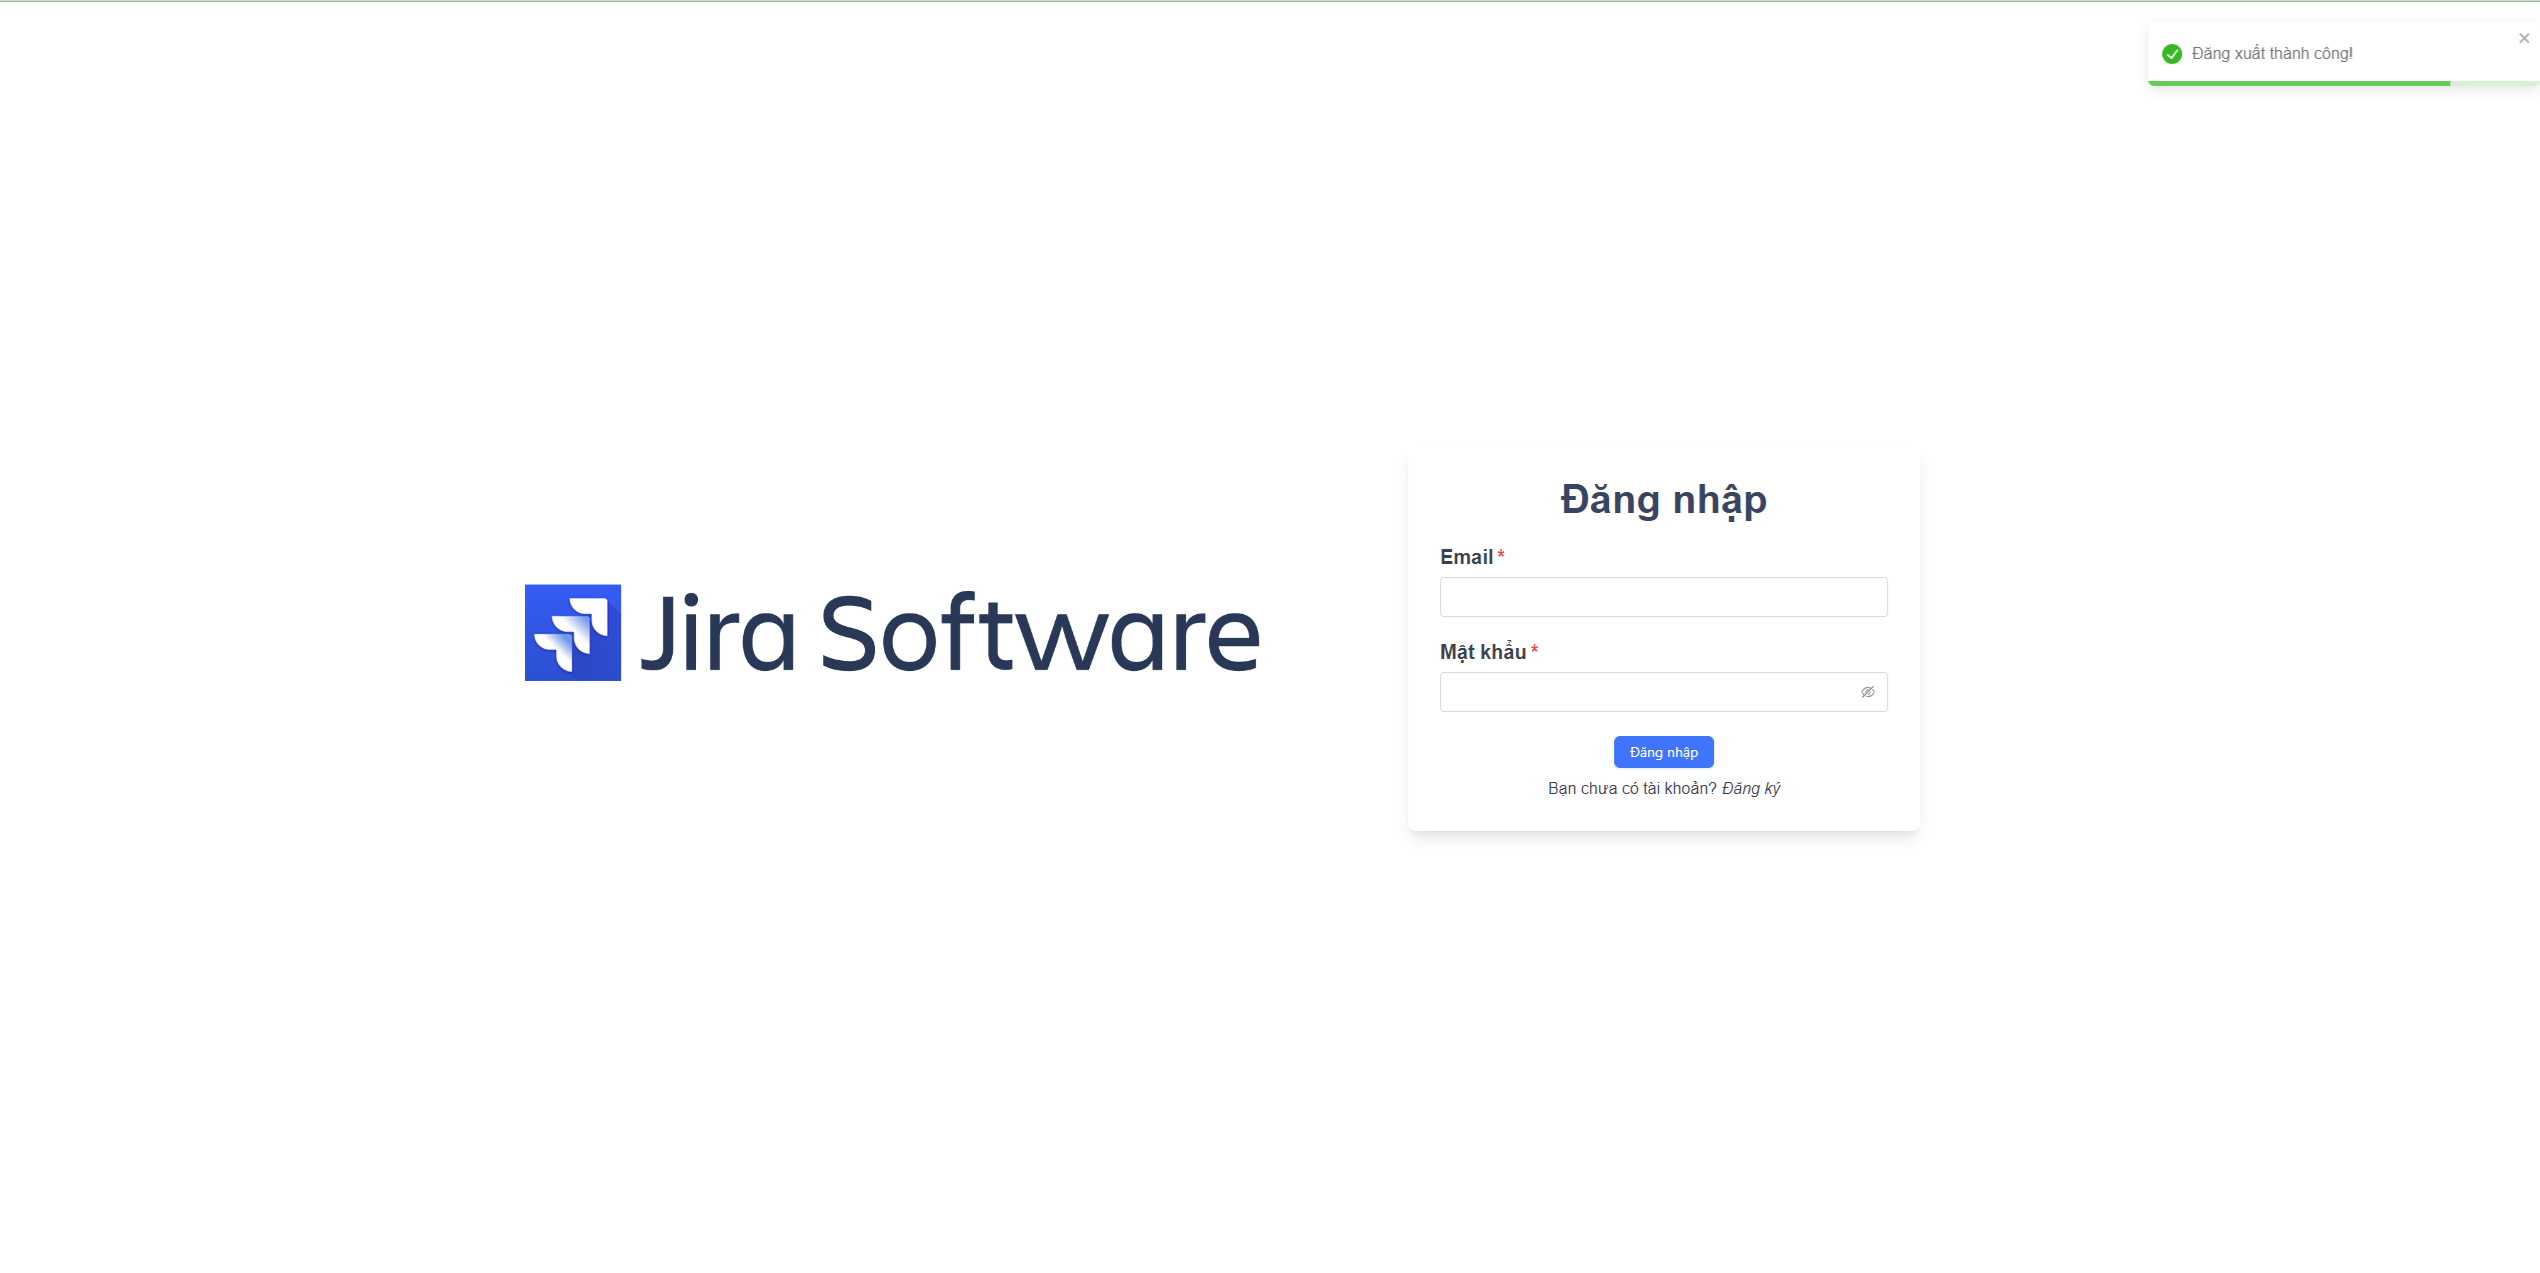 Đăng xuất thành công!
Jira Software
Đăng nhập
Email *
Mật khẩu *
Đăng nhập
Bạn chưa có tài khoản? Đăng ký